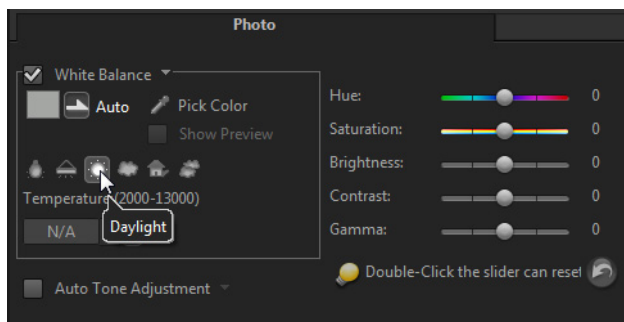 Photo
White Balance
Auto
Pick Color
Show Preview
Temperature (2000-13000)
N/A
Daylight
Auto Tone Adjustment
Hue: 0
Saturation: 0
Brightness: 0
Contrast: 0
Gamma: 0
Double-Click the slider can reset